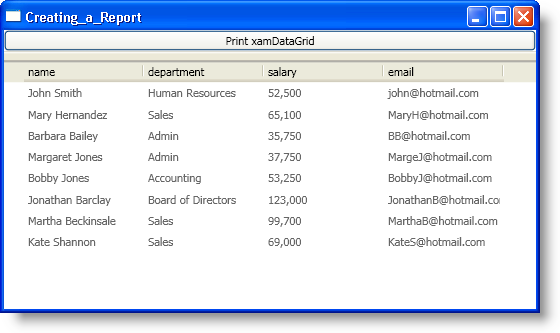 Creating_a_Report
Print xamDataGrid
name department salary email
John Smith Human Resources 52,500 john@hotmail.com
Mary Hernandez Sales 65,100 MaryH@hotmail.com
Barbara Bailey Admin 35,750 BB@hotmail.com
Margaret Jones Admin 37,750 MargeJ@hotmail.com
Bobby Jones Accounting 53,250 BobbyJ@hotmail.com
Jonathan Barclay Board of Directors 123,000 JonathanB@hotmail.co
Martha Beckinsale Sales 99,700 MarthaB@hotmail.com
Kate Shannon Sales 69,000 KateS@hotmail.com